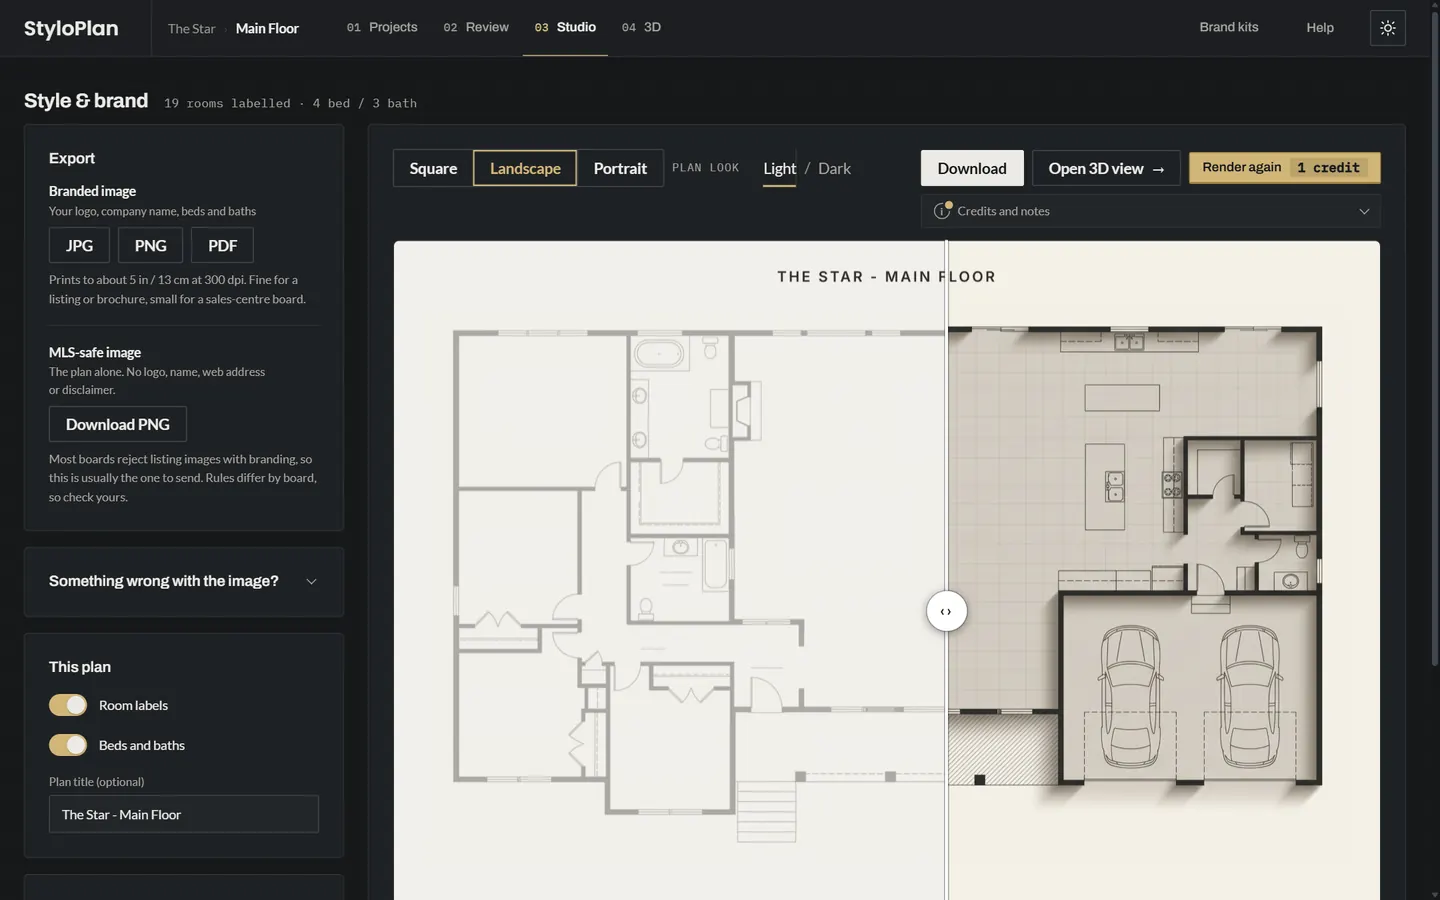 StyloPlan
The Star · Main Floor
01 Projects
02 Review
03 Studio
04 3D
Brand kits
Help
Style & brand
19 rooms labelled · 4 bed / 3 bath
Export
Branded image
Your logo, company name, beds and baths
JPG
PNG
PDF
Prints to about 5 in / 13 cm at 300 dpi. Fine for a
listing or brochure, small for a sales-centre board.
MLS-safe image
The plan alone. No logo, name, web address
or disclaimer.
Download PNG
Most boards reject listing images with branding, so
this is usually the one to send. Rules differ by board,
so check yours.
Something wrong with the image?
This plan
Room labels
Beds and baths
Plan title (optional)
The Star - Main Floor
Square
Landscape
Portrait
PLAN LOOK
Light / Dark
Download
Open 3D view →
Render again 1 credit
Credits and notes
THE STAR - MAIN FLOOR